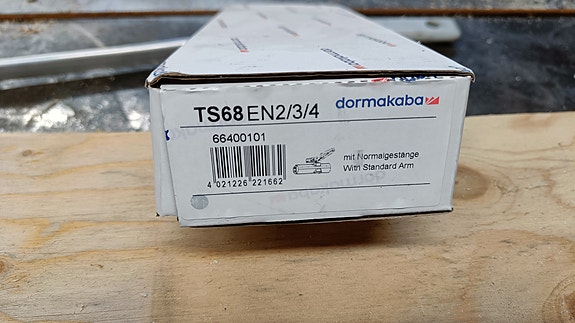 TS68 EN2/3/4
dormakaba
66400101
mit Normalgestänge
With Standard Arm
4 021226 221662